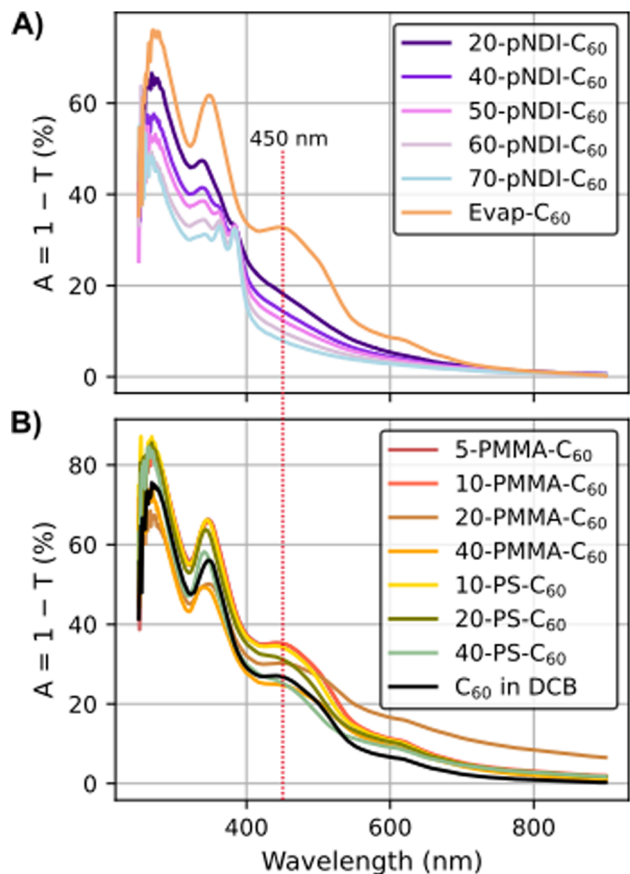 A)
A = 1 − T (%)
60
40
20
0
450 nm
20-pNDI-C₆₀
40-pNDI-C₆₀
50-pNDI-C₆₀
60-pNDI-C₆₀
70-pNDI-C₆₀
Evap-C₆₀
B)
A = 1 − T (%)
80
60
40
20
0
5-PMMA-C₆₀
10-PMMA-C₆₀
20-PMMA-C₆₀
40-PMMA-C₆₀
10-PS-C₆₀
20-PS-C₆₀
40-PS-C₆₀
C₆₀ in DCB
400 600 800
Wavelength (nm)